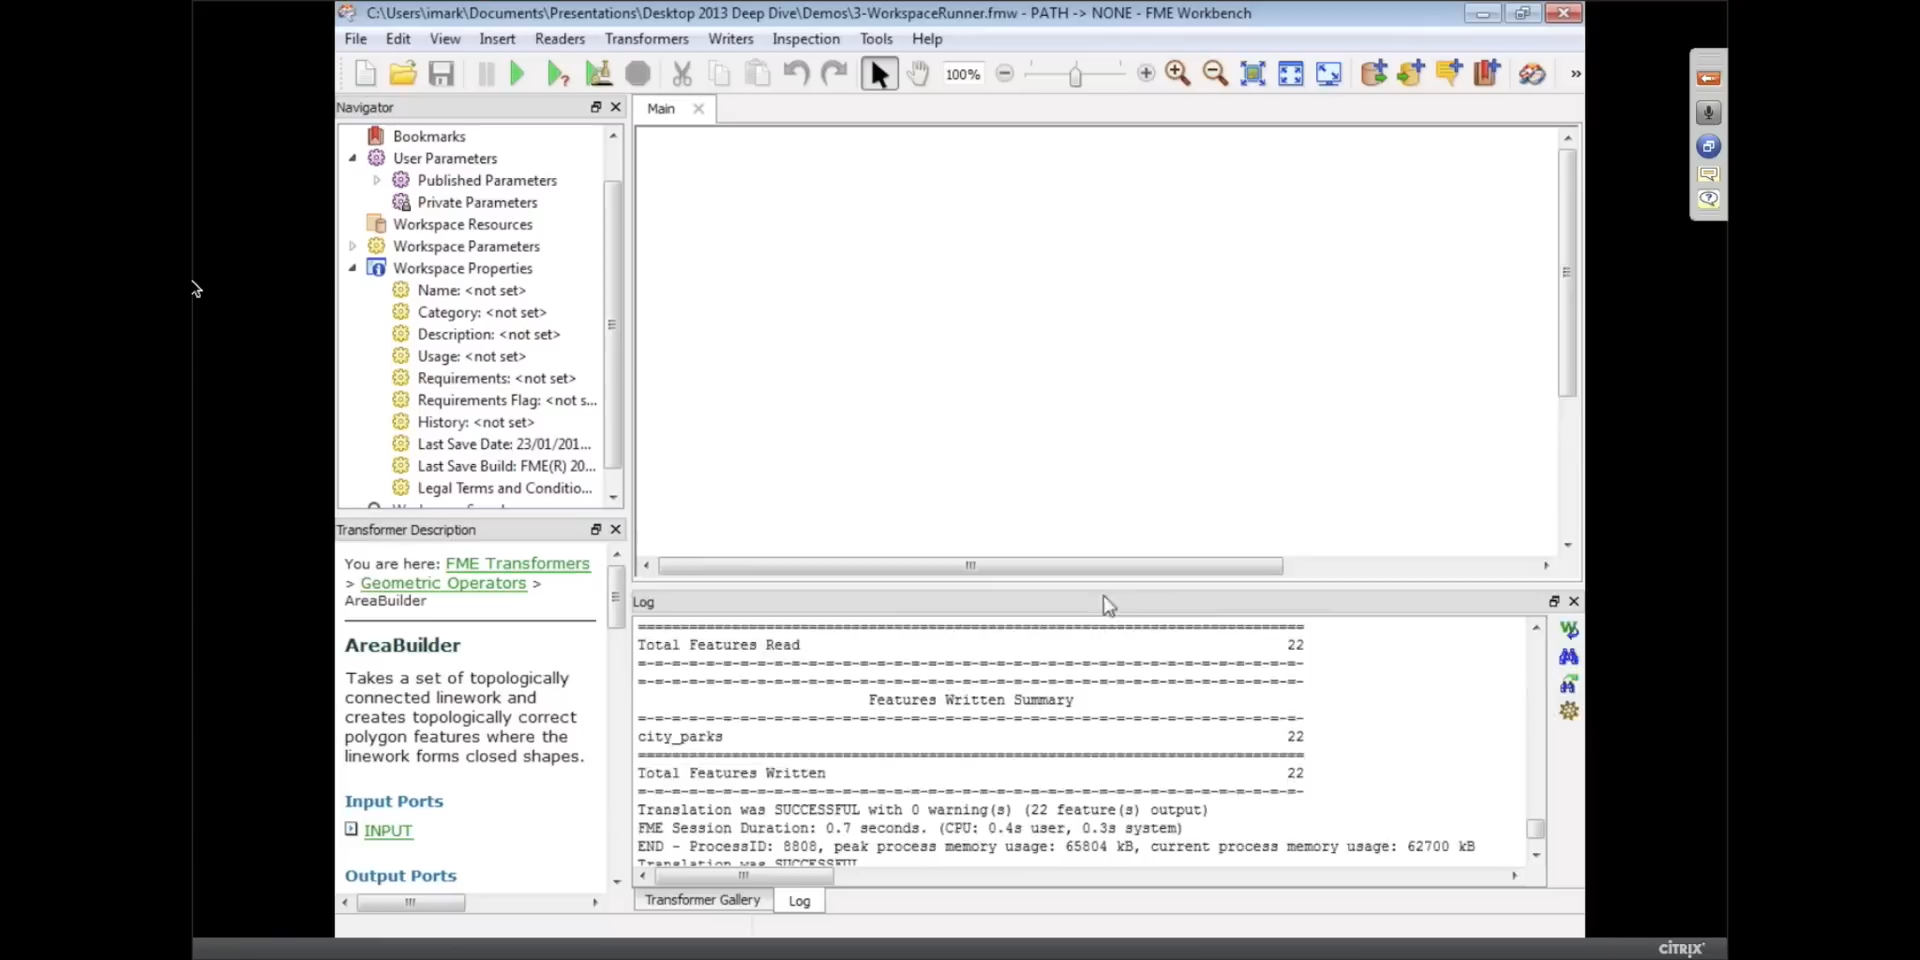 C:\Users\imark\Documents\Presentations\Desktop 2013 Deep Dive\Demos\3-WorkspaceRunner.fmw - PATH -> NONE - FME Workbench
File Edit View Insert Readers Transformers Writers Inspection Tools Help
100%
Navigator
Bookmarks
User Parameters
Published Parameters
Private Parameters
Workspace Resources
Workspace Parameters
Workspace Properties
Name: <not set>
Category: <not set>
Description: <not set>
Usage: <not set>
Requirements: <not set>
Requirements Flag: <not s...
History: <not set>
Last Save Date: 23/01/201...
Last Save Build: FME(R) 20...
Legal Terms and Conditio...
Transformer Description
You are here: FME Transformers
> Geometric Operators >
AreaBuilder
AreaBuilder
Takes a set of topologically
connected linework and
creates topologically correct
polygon features where the
linework forms closed shapes.
Input Ports
INPUT
Output Ports
Main
Log
Total Features Read 22
Features Written Summary
city_parks 22
Total Features Written 22
Translation was SUCCESSFUL with 0 warning(s) (22 feature(s) output)
FME Session Duration: 0.7 seconds. (CPU: 0.4s user, 0.3s system)
END - ProcessID: 8808, peak process memory usage: 65804 kB, current process memory usage: 62700 kB
Translation was SUCCESSFUL
Transformer Gallery Log
CITRIX